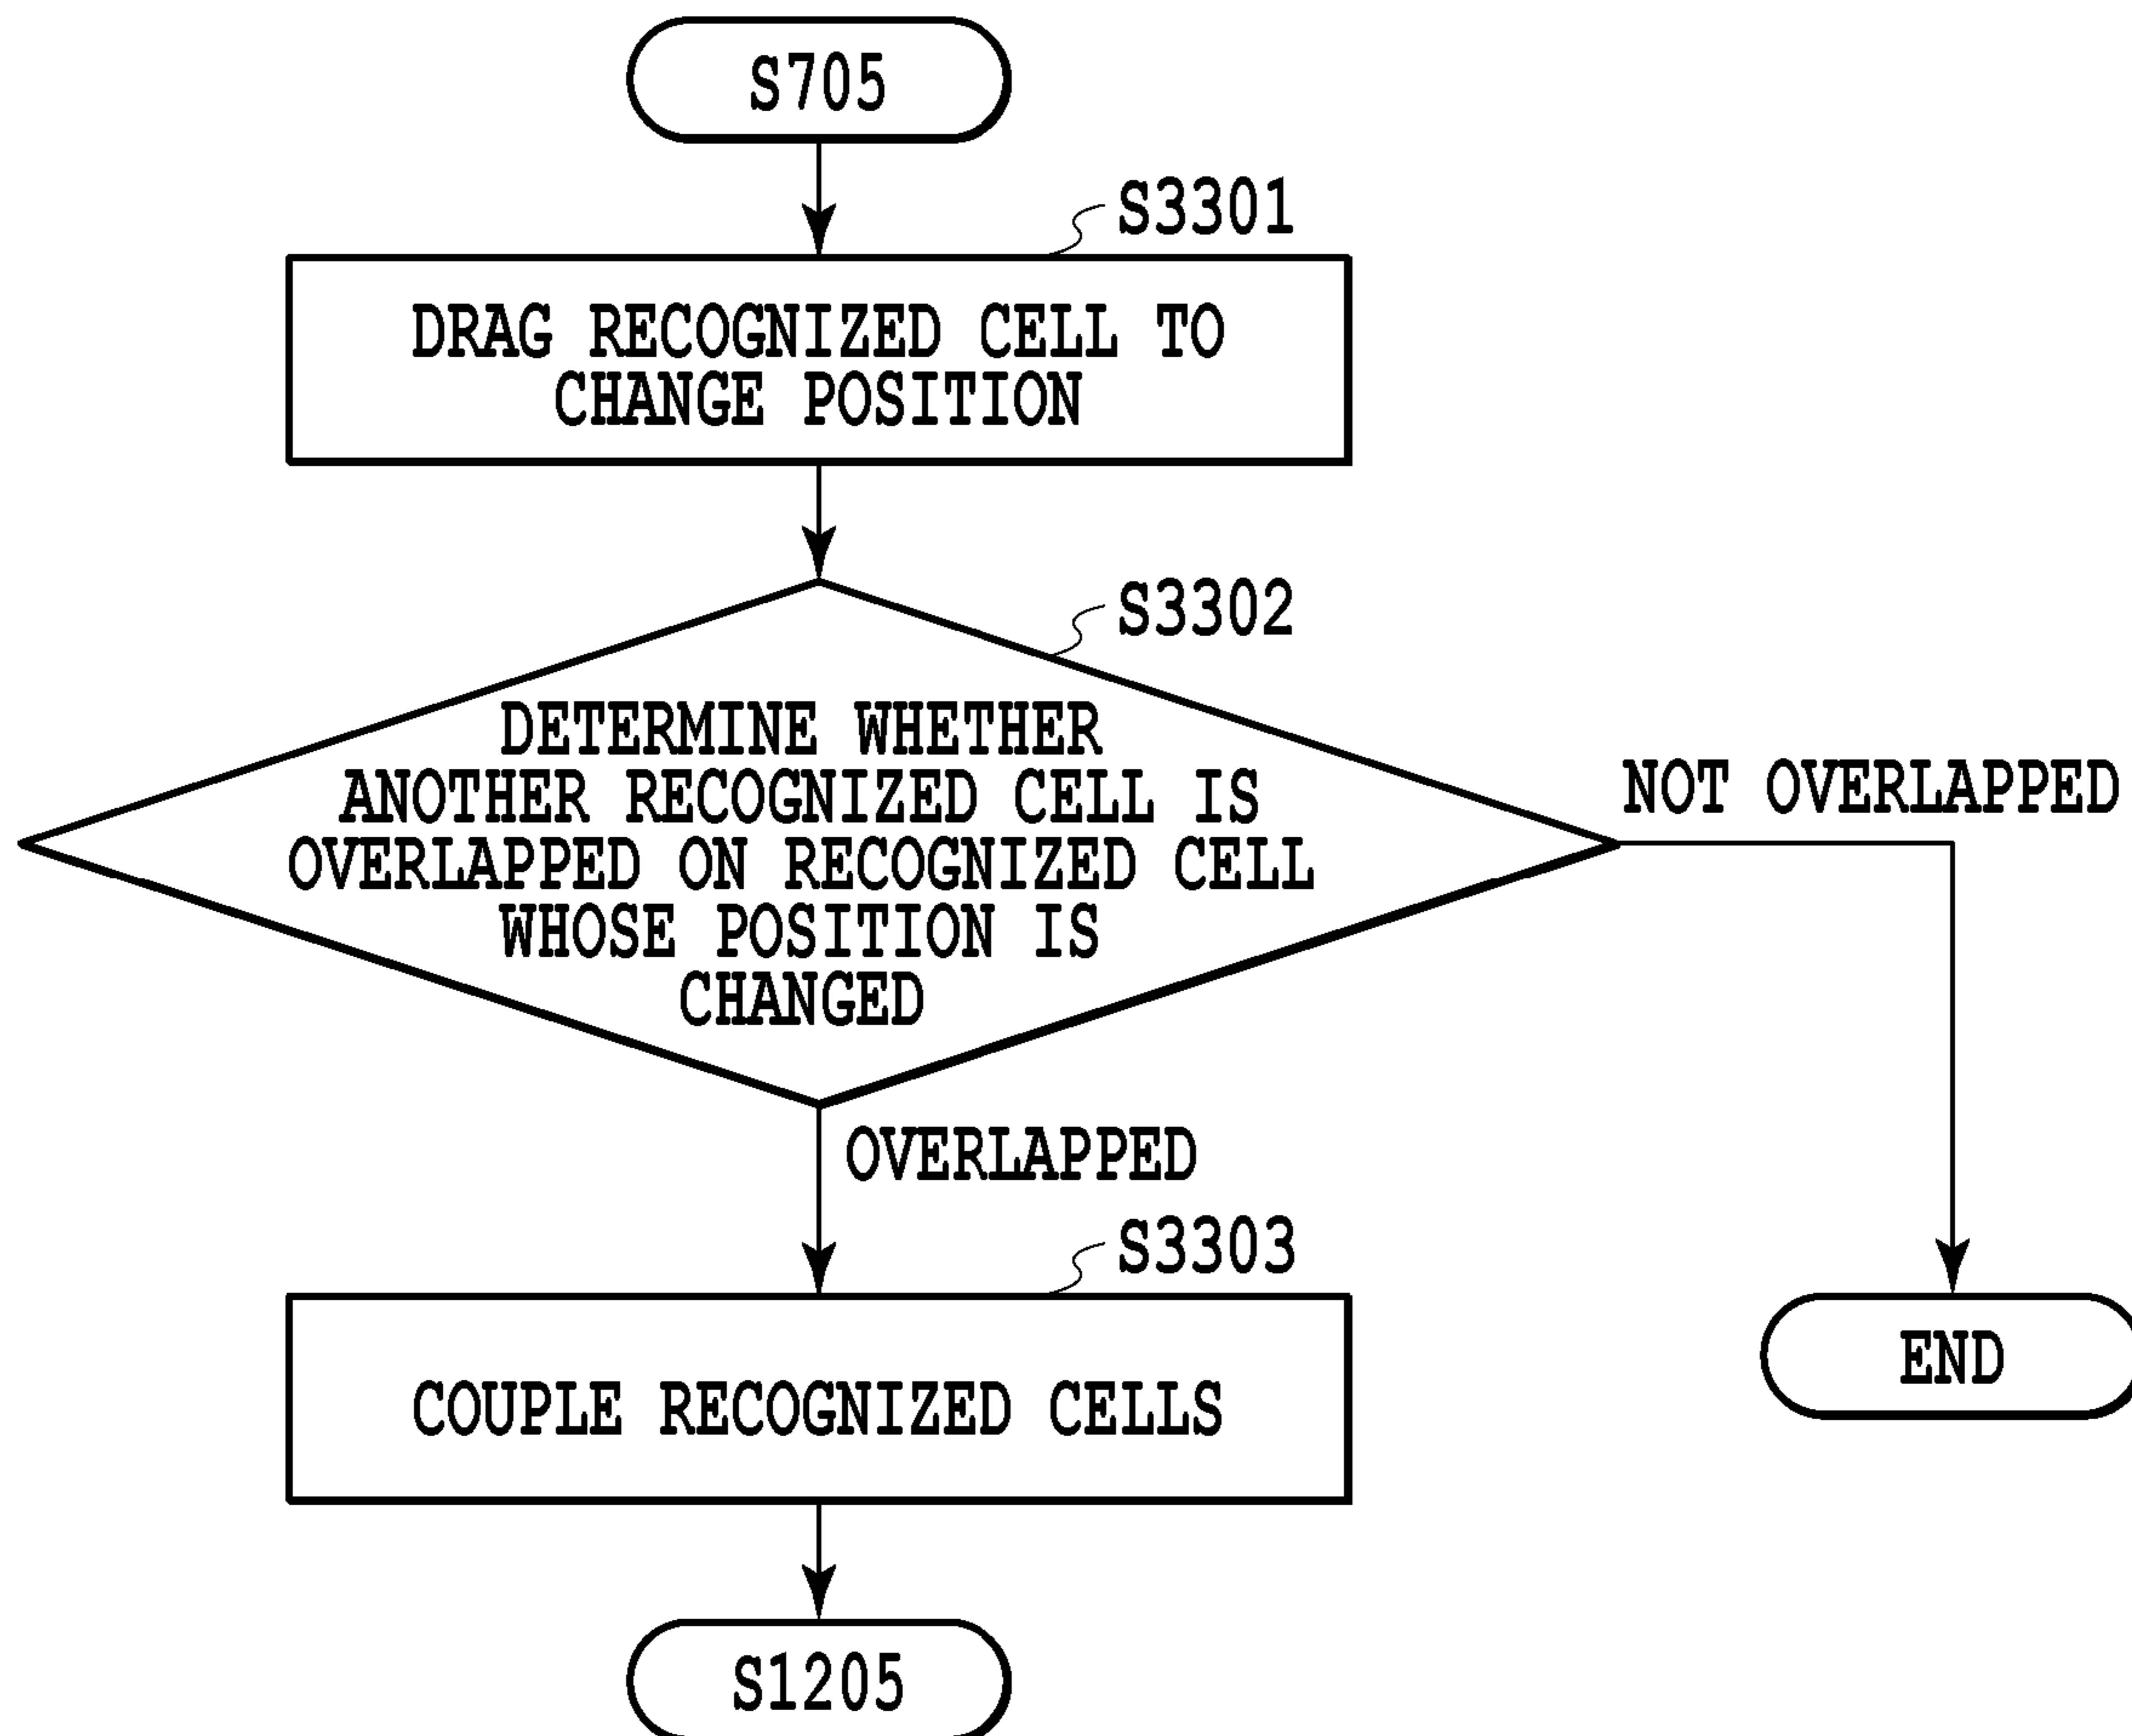 S705
S3301
DRAG RECOGNIZED CELL TO
CHANGE POSITION
S3302
DETERMINE WHETHER
ANOTHER RECOGNIZED CELL IS
OVERLAPPED ON RECOGNIZED CELL
WHOSE POSITION IS
CHANGED
NOT OVERLAPPED
OVERLAPPED
S3303
COUPLE RECOGNIZED CELLS
END
S1205